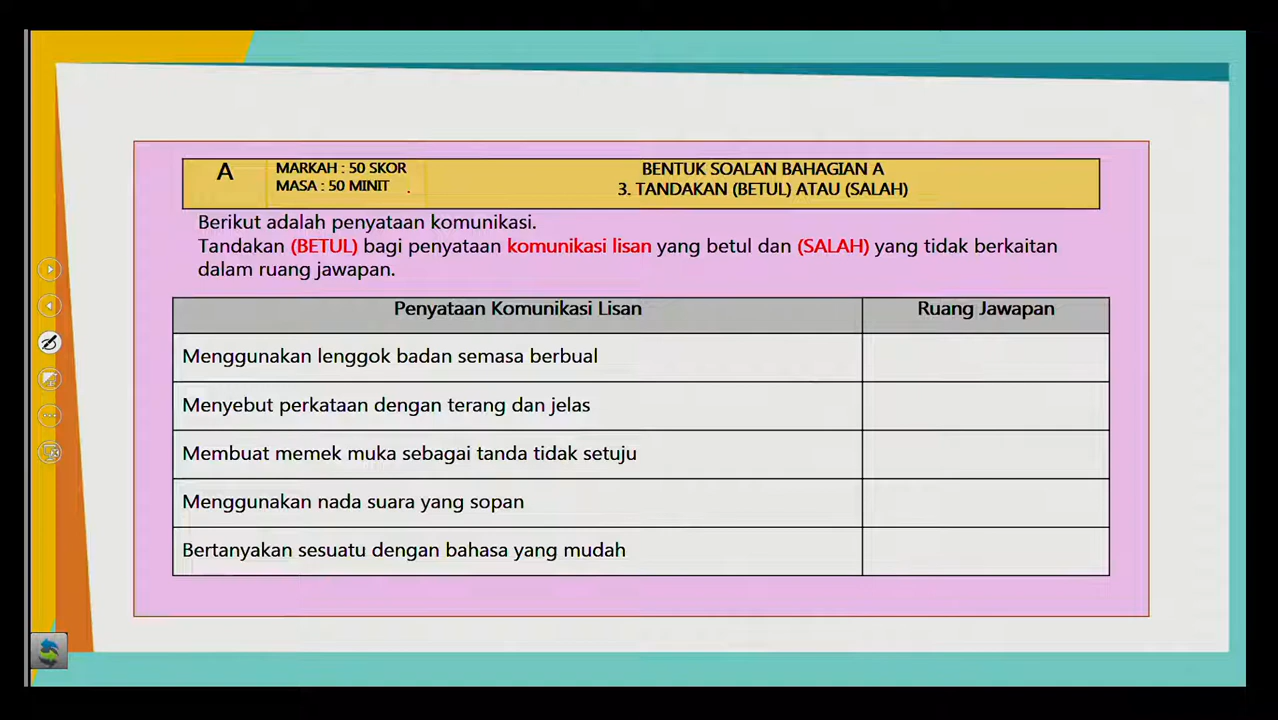 A
MARKAH : 50 SKOR
MASA : 50 MINIT
BENTUK SOALAN BAHAGIAN A
3. TANDAKAN (BETUL) ATAU (SALAH)
Berikut adalah penyataan komunikasi.
Tandakan (BETUL) bagi penyataan komunikasi lisan yang betul dan (SALAH) yang tidak berkaitan
dalam ruang jawapan.
Penyataan Komunikasi Lisan
Ruang Jawapan
Menggunakan lenggok badan semasa berbual
Menyebut perkataan dengan terang dan jelas
Membuat memek muka sebagai tanda tidak setuju
Menggunakan nada suara yang sopan
Bertanyakan sesuatu dengan bahasa yang mudah